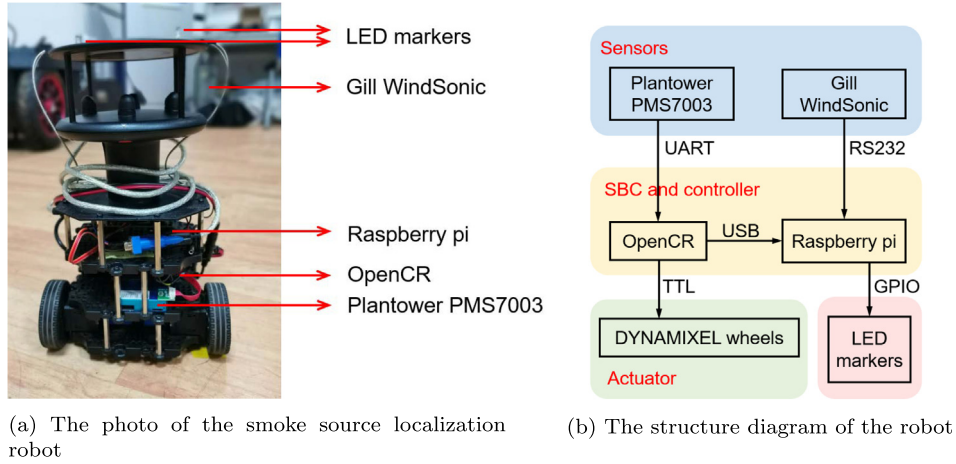 LED markers
Gill WindSonic
Raspberry pi
OpenCR
Plantower PMS7003
(a) The photo of the smoke source localization
robot
Sensors
Plantower
PMS7003
Gill
WindSonic
UART
RS232
SBC and controller
OpenCR
USB
Raspberry pi
TTL
GPIO
DYNAMIXEL wheels
Actuator
LED
markers
(b) The structure diagram of the robot